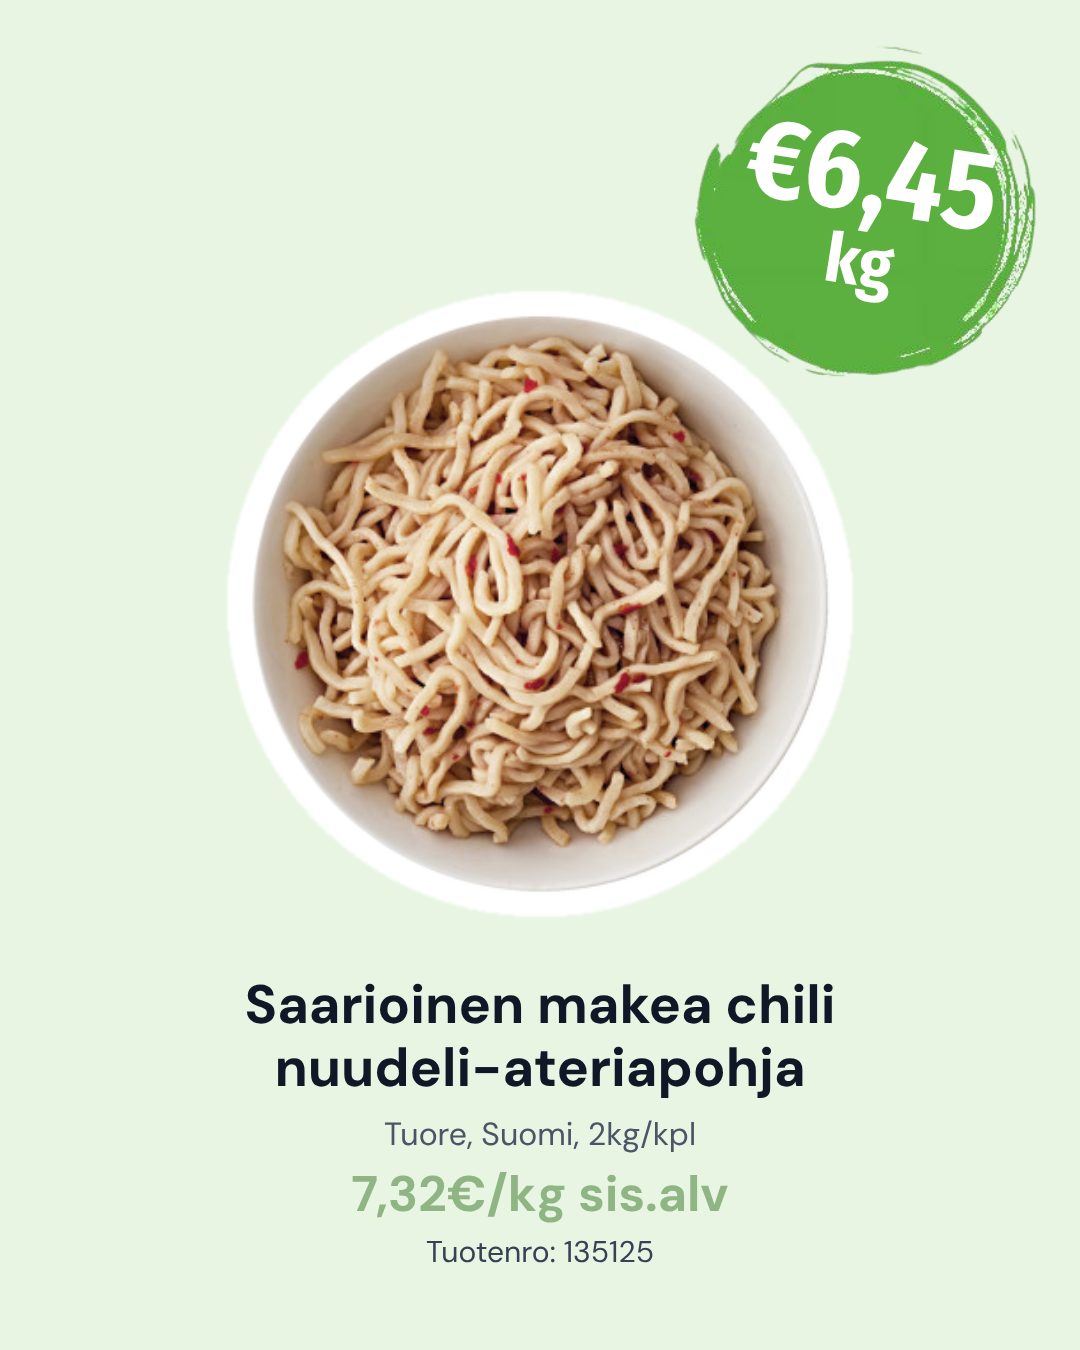 €6,45
kg
Saarioinen makea chili
nuudeli-ateriapohja
Tuore, Suomi, 2kg/kpl
7,32€/kg sis.alv
Tuotenro: 135125